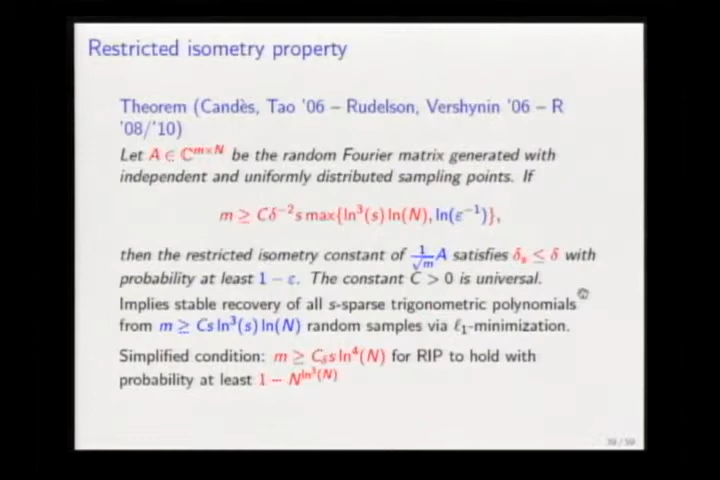 Restricted isometry property
Theorem (Candès, Tao '06 – Rudelson, Vershynin '06 – R
'08/'10)
Let A ∈ C^{m×N} be the random Fourier matrix generated with
independent and uniformly distributed sampling points. If
m ≥ Cδ^{−2}s max{ln^3(s) ln(N), ln(ε^{−1})},
then the restricted isometry constant of \frac{1}{\sqrt{m}}A satisfies δ_s ≤ δ with
probability at least 1 − ε. The constant C > 0 is universal.
Implies stable recovery of all s-sparse trigonometric polynomials
from m ≥ Cs ln^3(s) ln(N) random samples via ℓ_1-minimization.
Simplified condition: m ≥ C_δ s ln^4(N) for RIP to hold with
probability at least 1 − N^{ln^3(N)}
39 / 59